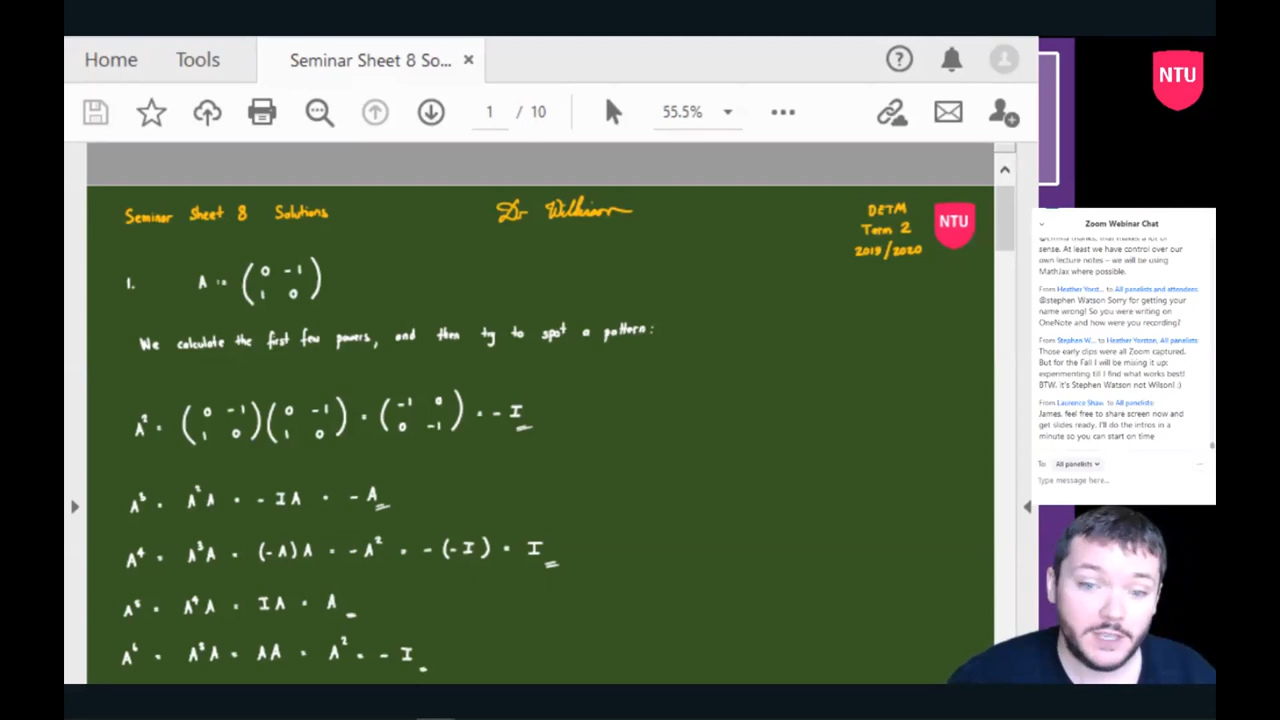 Home Tools Seminar Sheet 8 So... ×
1 / 10 55.5%
NTU
Seminar Sheet 8 Solutions Dr Wilkinson
DETM
Term 2
2019/2020
NTU
1. A := ( 0 -1
1 0 )
We calculate the first few powers, and then try to spot a pattern:
A² = ( 0 -1
1 0 ) ( 0 -1
1 0 ) = ( -1 0
0 -1 ) = - I
A³ = A²A = - IA = - A
A⁴ = A³A = (-A)A = -A² = -(-I) = I
A⁵ = A⁴A = IA = A
A⁶ = A⁵A = AA = A² = - I
Zoom Webinar Chat
sense. At least we have control over our
own lecture notes – we will be using
MathJax where possible.
From Heather Yorst... to All panelists and attendees:
@stephen Watson Sorry for getting your
name wrong! So you were writing on
OneNote and how were you recording?
From Stephen W... to Heather Yorston, All panelists:
Those early clips were all Zoom captured.
But for the Fall I will be mixing it up:
experimenting till I find what works best!
BTW, it's Stephen Watson not Wilson! :)
From Laurence Shaw to All panelists:
James, feel free to share screen now and
get slides ready. I'll do the intros in a
minute so you can start on time
To: All panelists
Type message here...